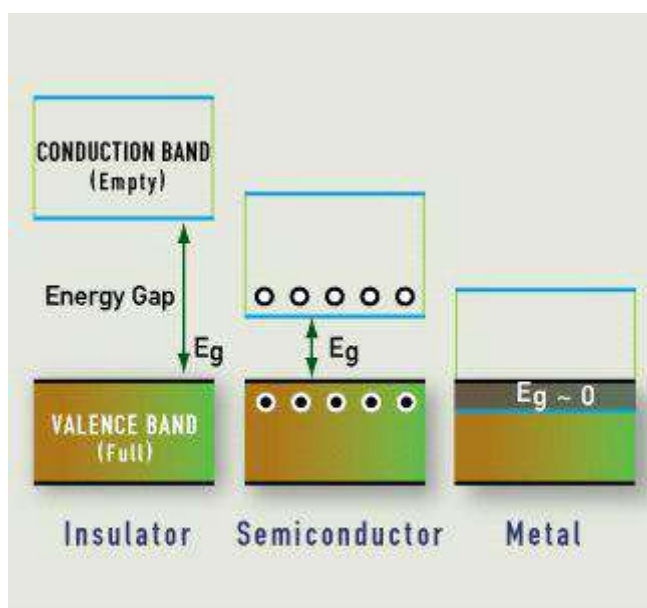 CONDUCTION BAND
(Empty)
Energy Gap
Eg
Eg
Eg ~ 0
VALENCE BAND
(Full)
Insulator
Semiconductor
Metal